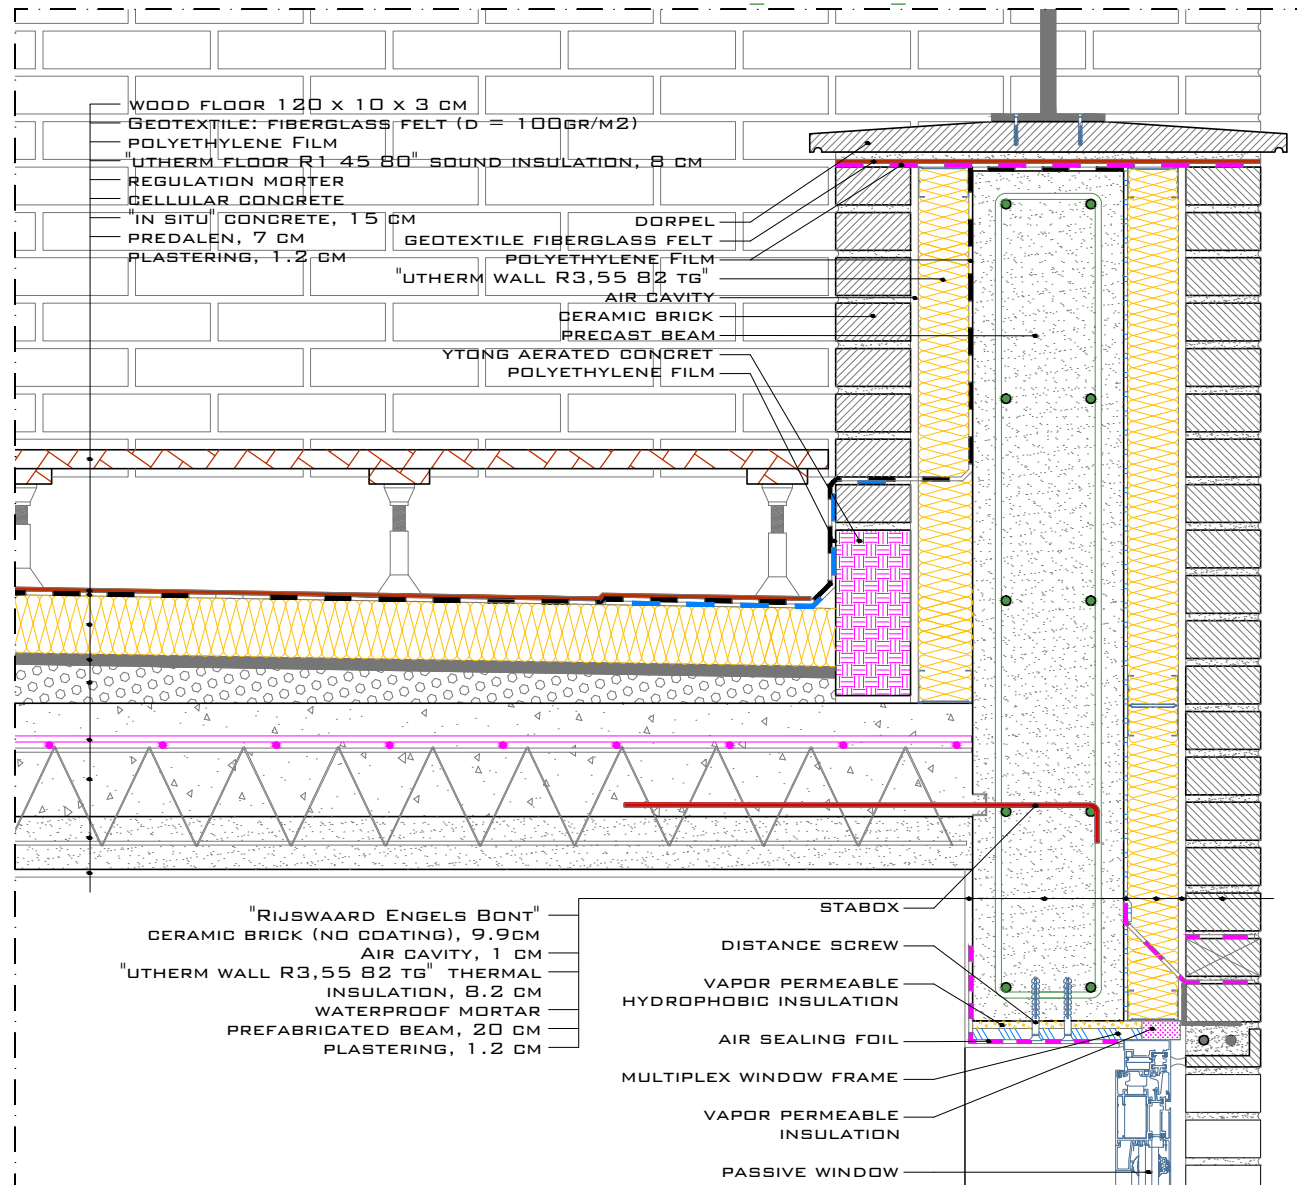 WOOD FLOOR 120 x 10 x 3 CM
GEOTEXTILE: FIBERGLASS FELT (D = 100GR/M2)
POLYETHYLENE FILM
"UTHERM FLOOR R1 45 80" SOUND INSULATION, 8 CM
REGULATION MORTER
CELLULAR CONCRETE
"IN SITU" CONCRETE, 15 CM
PREDALEN, 7 CM
PLASTERING, 1.2 CM
DORPEL
GEOTEXTILE FIBERGLASS FELT
POLYETHYLENE FILM
"UTHERM WALL R3,55 82 TG"
AIR CAVITY
CERAMIC BRICK
PRECAST BEAM
YTONG AERATED CONCRET
POLYETHYLENE FILM
"RIJSWAARD ENGELS BONT"
CERAMIC BRICK (NO COATING), 9.9CM
AIR CAVITY, 1 CM
"UTHERM WALL R3,55 82 TG" THERMAL
INSULATION, 8.2 CM
WATERPROOF MORTAR
PREFABRICATED BEAM, 20 CM
PLASTERING, 1.2 CM
STABOX
DISTANCE SCREW
VAPOR PERMEABLE
HYDROPHOBIC INSULATION
AIR SEALING FOIL
MULTIPLEX WINDOW FRAME
VAPOR PERMEABLE
INSULATION
PASSIVE WINDOW